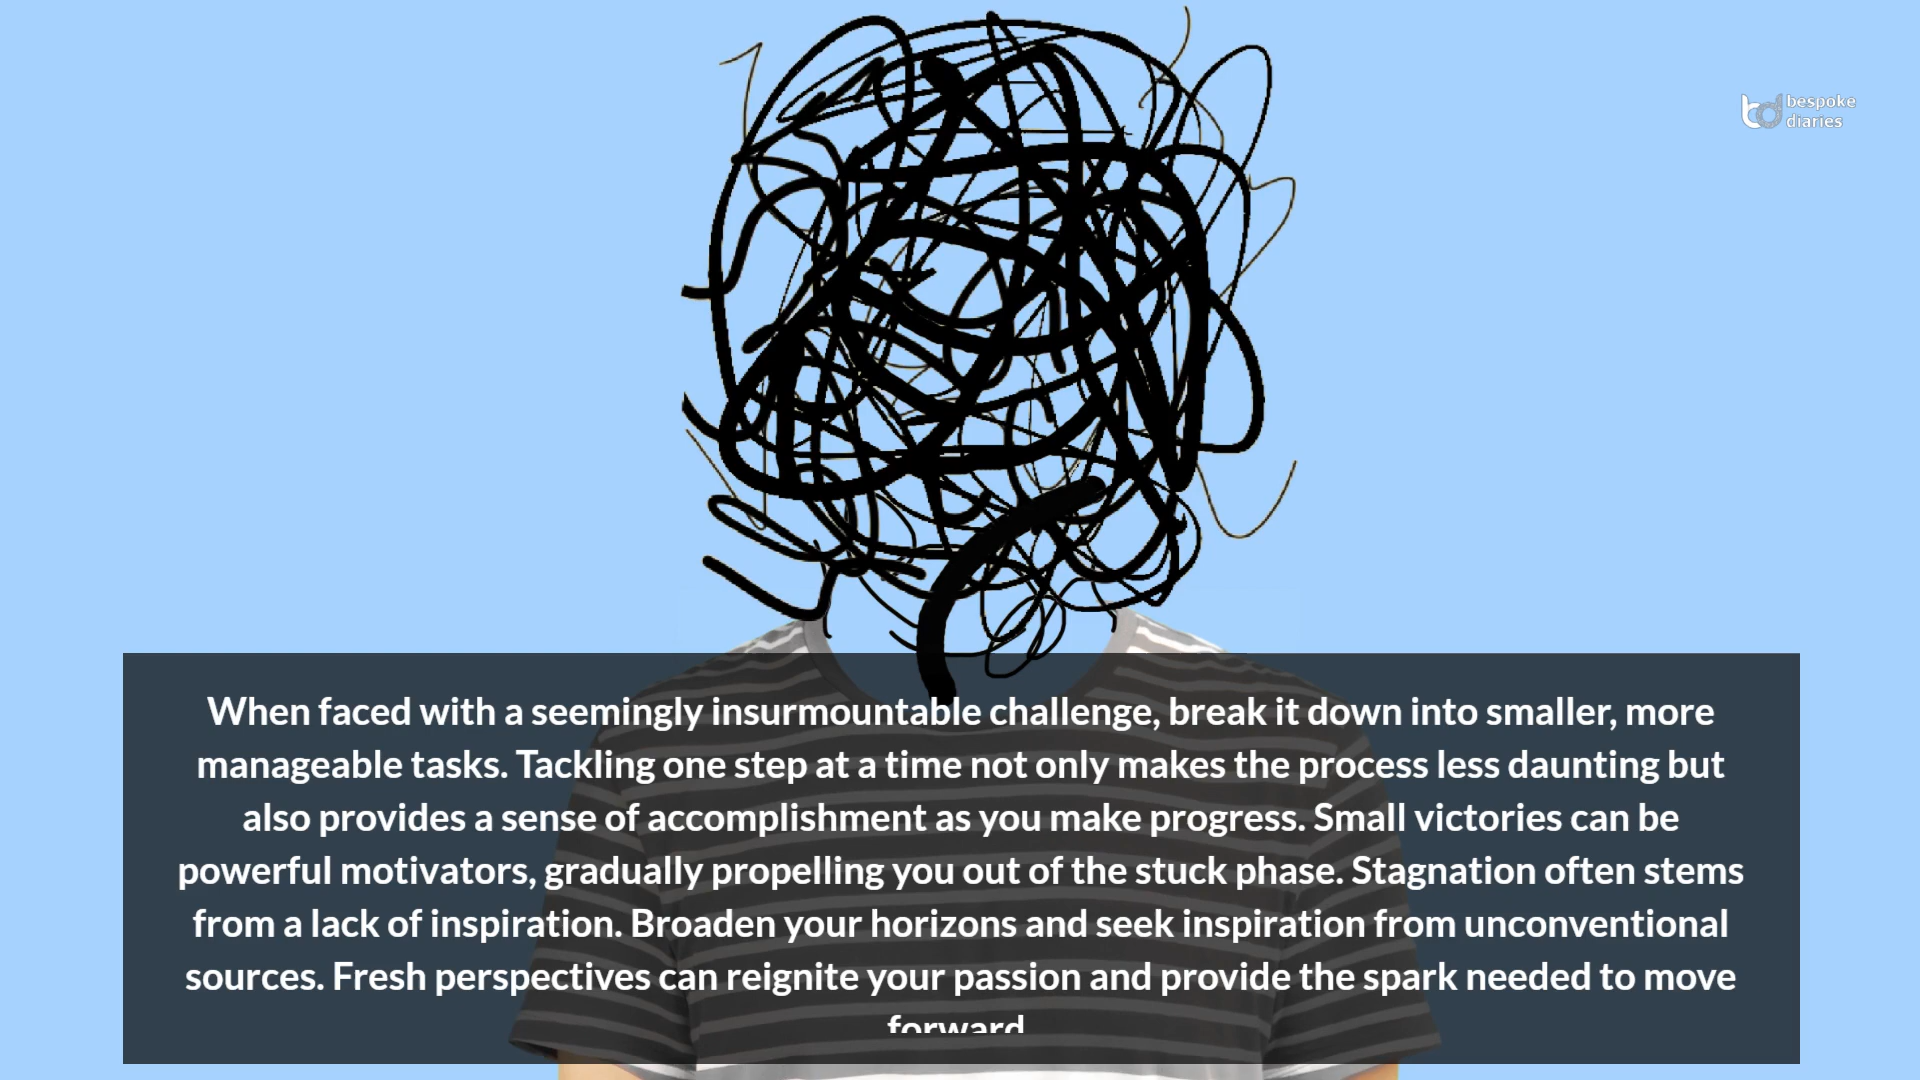 bespoke
diaries
When faced with a seemingly insurmountable challenge, break it down into smaller, more
manageable tasks. Tackling one step at a time not only makes the process less daunting but
also provides a sense of accomplishment as you make progress. Small victories can be
powerful motivators, gradually propelling you out of the stuck phase. Stagnation often stems
from a lack of inspiration. Broaden your horizons and seek inspiration from unconventional
sources. Fresh perspectives can reignite your passion and provide the spark needed to move
forward